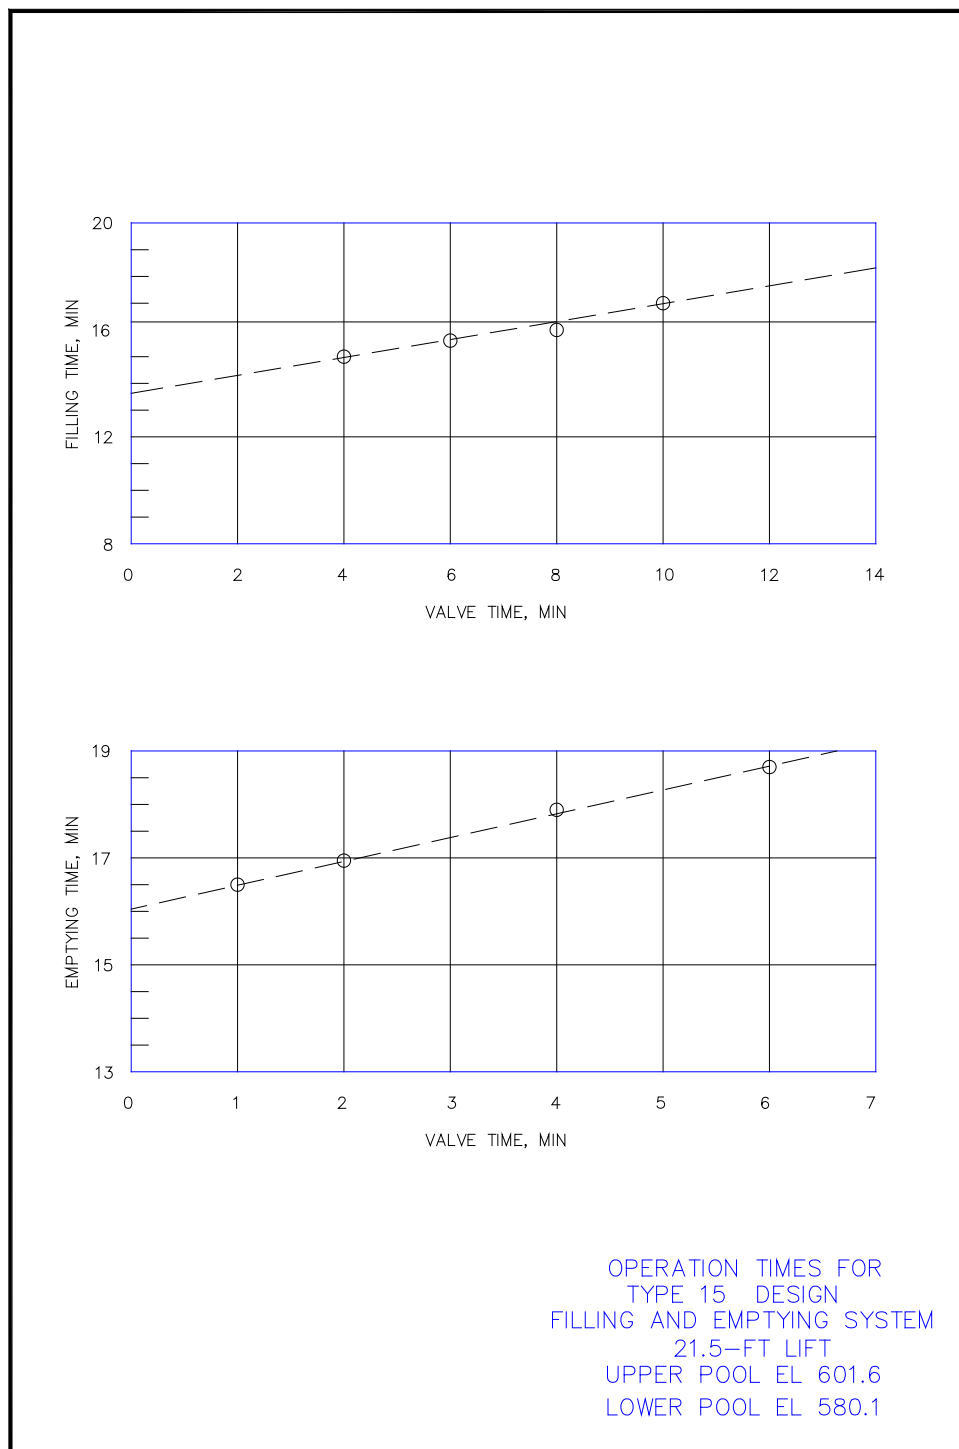 20
16
12
8
FILLING TIME, MIN
0 2 4 6 8 10 12 14
VALVE TIME, MIN
19
17
15
13
EMPTYING TIME, MIN
0 1 2 3 4 5 6 7
VALVE TIME, MIN
OPERATION TIMES FOR
TYPE 15 DESIGN
FILLING AND EMPTYING SYSTEM
21.5-FT LIFT
UPPER POOL EL 601.6
LOWER POOL EL 580.1